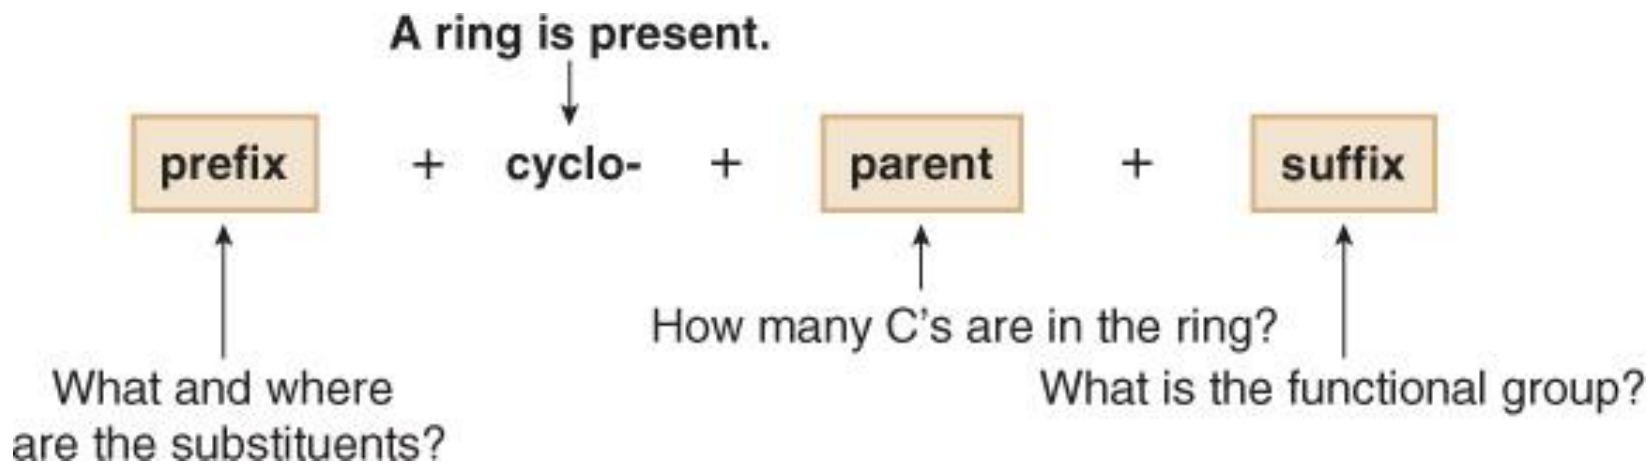 A ring is present.
prefix + cyclo- + parent + suffix
How many C's are in the ring?
What and where
are the substituents?
What is the functional group?